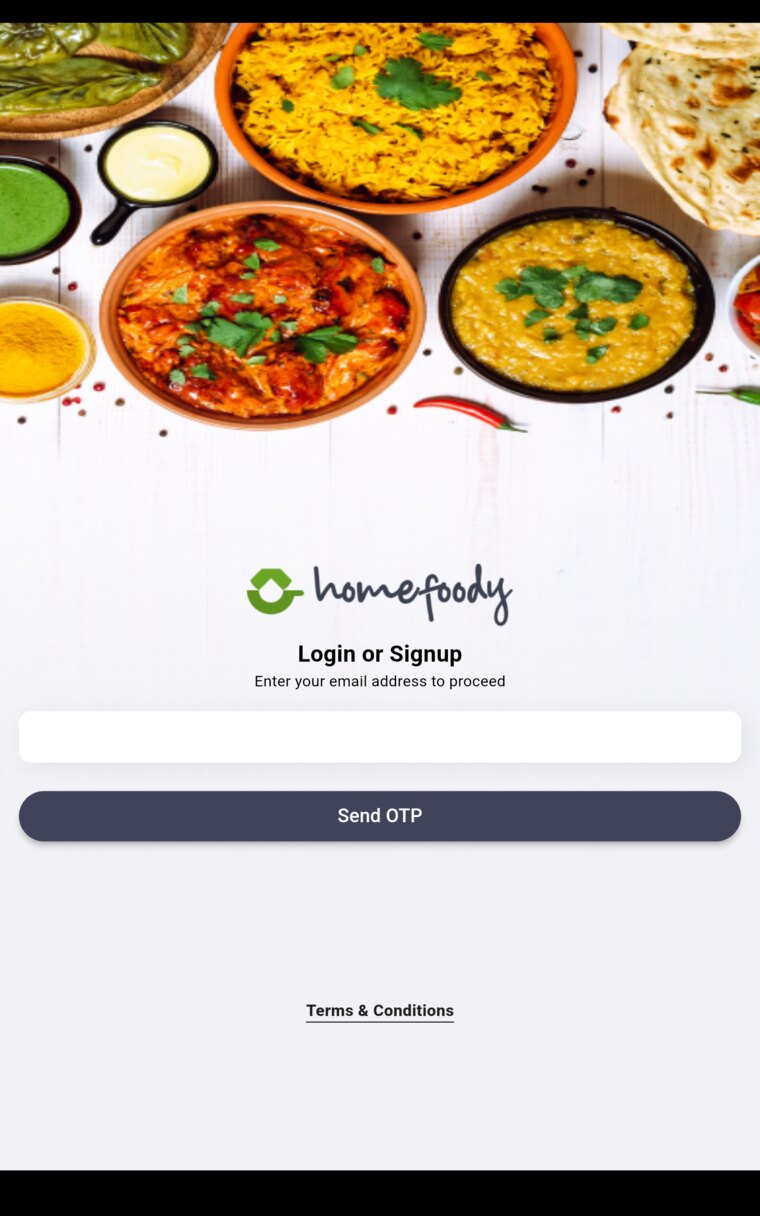 homefoody
Login or Signup
Enter your email address to proceed
Send OTP
Terms & Conditions